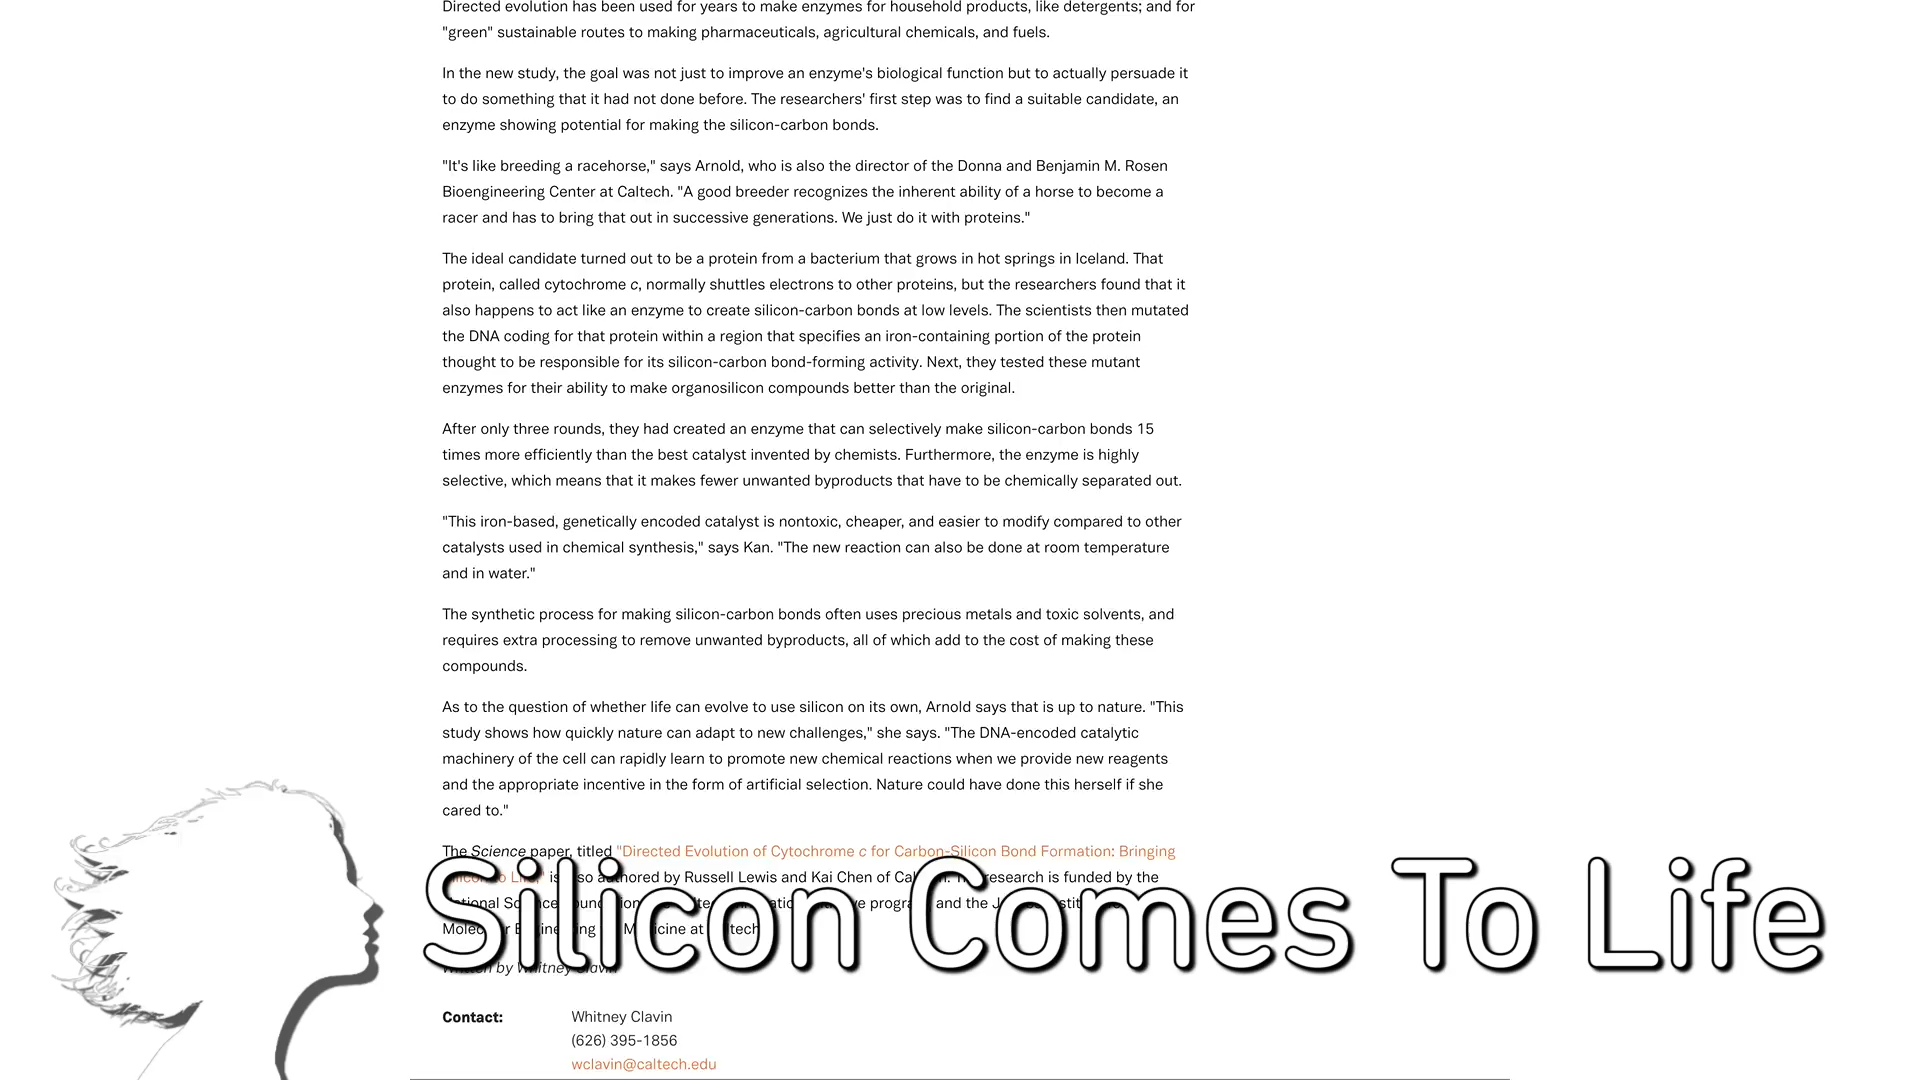 Directed evolution has been used for years to make enzymes for household products, like detergents; and for
"green" sustainable routes to making pharmaceuticals, agricultural chemicals, and fuels.
In the new study, the goal was not just to improve an enzyme's biological function but to actually persuade it
to do something that it had not done before. The researchers' first step was to find a suitable candidate, an
enzyme showing potential for making the silicon-carbon bonds.
"It's like breeding a racehorse," says Arnold, who is also the director of the Donna and Benjamin M. Rosen
Bioengineering Center at Caltech. "A good breeder recognizes the inherent ability of a horse to become a
racer and has to bring that out in successive generations. We just do it with proteins."
The ideal candidate turned out to be a protein from a bacterium that grows in hot springs in Iceland. That
protein, called cytochrome c, normally shuttles electrons to other proteins, but the researchers found that it
also happens to act like an enzyme to create silicon-carbon bonds at low levels. The scientists then mutated
the DNA coding for that protein within a region that specifies an iron-containing portion of the protein
thought to be responsible for its silicon-carbon bond-forming activity. Next, they tested these mutant
enzymes for their ability to make organosilicon compounds better than the original.
After only three rounds, they had created an enzyme that can selectively make silicon-carbon bonds 15
times more efficiently than the best catalyst invented by chemists. Furthermore, the enzyme is highly
selective, which means that it makes fewer unwanted byproducts that have to be chemically separated out.
"This iron-based, genetically encoded catalyst is nontoxic, cheaper, and easier to modify compared to other
catalysts used in chemical synthesis," says Kan. "The new reaction can also be done at room temperature
and in water."
The synthetic process for making silicon-carbon bonds often uses precious metals and toxic solvents, and
requires extra processing to remove unwanted byproducts, all of which add to the cost of making these
compounds.
As to the question of whether life can evolve to use silicon on its own, Arnold says that is up to nature. "This
study shows how quickly nature can adapt to new challenges," she says. "The DNA-encoded catalytic
machinery of the cell can rapidly learn to promote new chemical reactions when we provide new reagents
and the appropriate incentive in the form of artificial selection. Nature could have done this herself if she
cared to."
The Science paper, titled "Directed Evolution of Cytochrome c for Carbon-Silicon Bond Formation: Bringing
is authored by Russell Lewis and Kai Chen of research is funded by the
and the
at
Silicon Comes To Life
by Whitney
Contact: Whitney Clavin
(626) 395-1856
wclavin@caltech.edu